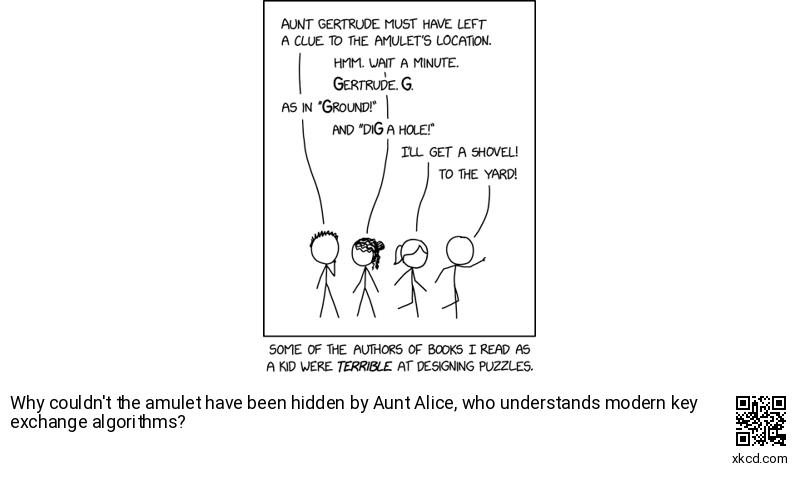 AUNT GERTRUDE MUST HAVE LEFT
A CLUE TO THE AMULET'S LOCATION.
HMM. WAIT A MINUTE.
GERTRUDE. G.
AS IN "GROUND!"
AND "DIG A HOLE!"
I'LL GET A SHOVEL!
TO THE YARD!
SOME OF THE AUTHORS OF BOOKS I READ AS
A KID WERE TERRIBLE AT DESIGNING PUZZLES.
Why couldn't the amulet have been hidden by Aunt Alice, who understands modern key
exchange algorithms?
xkcd.com